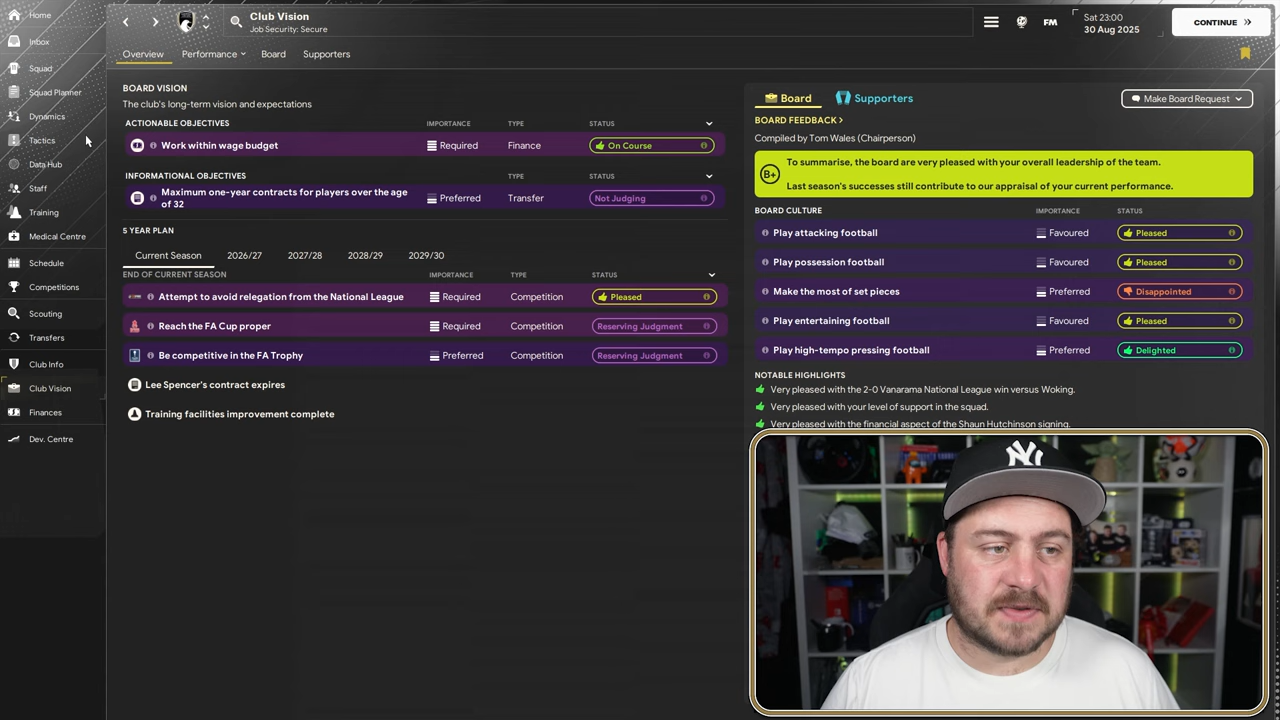 Home
Inbox
Squad
Squad Planner
Dynamics
Tactics
Data Hub
Staff
Training
Medical Centre
Schedule
Competitions
Scouting
Transfers
Club Info
Club Vision
Finances
Dev. Centre
Club Vision
Job Security: Secure
FM
Sat 23:00
30 Aug 2025
CONTINUE
Overview
Performance
Board
Supporters
BOARD VISION
The club's long-term vision and expectations
ACTIONABLE OBJECTIVES IMPORTANCE TYPE STATUS
Work within wage budget Required Finance On Course
INFORMATIONAL OBJECTIVES IMPORTANCE TYPE STATUS
Maximum one-year contracts for players over the age
of 32 Preferred Transfer Not Judging
5 YEAR PLAN
Current Season 2026/27 2027/28 2028/29 2029/30
END OF CURRENT SEASON IMPORTANCE TYPE STATUS
Attempt to avoid relegation from the National League Required Competition Pleased
Reach the FA Cup proper Required Competition Reserving Judgment
Be competitive in the FA Trophy Preferred Competition Reserving Judgment
Lee Spencer's contract expires
Training facilities improvement complete
Board Supporters Make Board Request
BOARD FEEDBACK >
Compiled by Tom Wales (Chairperson)
B+
To summarise, the board are very pleased with your overall leadership of the team.
Last season's successes still contribute to our appraisal of your current performance.
BOARD CULTURE IMPORTANCE STATUS
Play attacking football Favoured Pleased
Play possession football Favoured Pleased
Make the most of set pieces Preferred Disappointed
Play entertaining football Favoured Pleased
Play high-tempo pressing football Preferred Delighted
NOTABLE HIGHLIGHTS
Very pleased with the 2-0 Vanarama National League win versus Woking.
Very pleased with your level of support in the squad.
Very pleased with the financial aspect of the Shaun Hutchinson signing.
NY